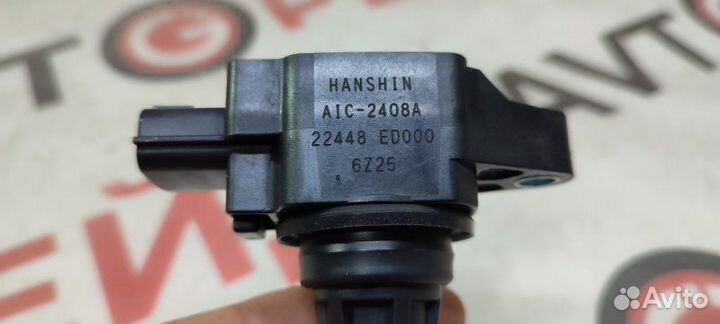 HANSHIN
AIC-2408A
22448 ED000
6Z25
s
Avito